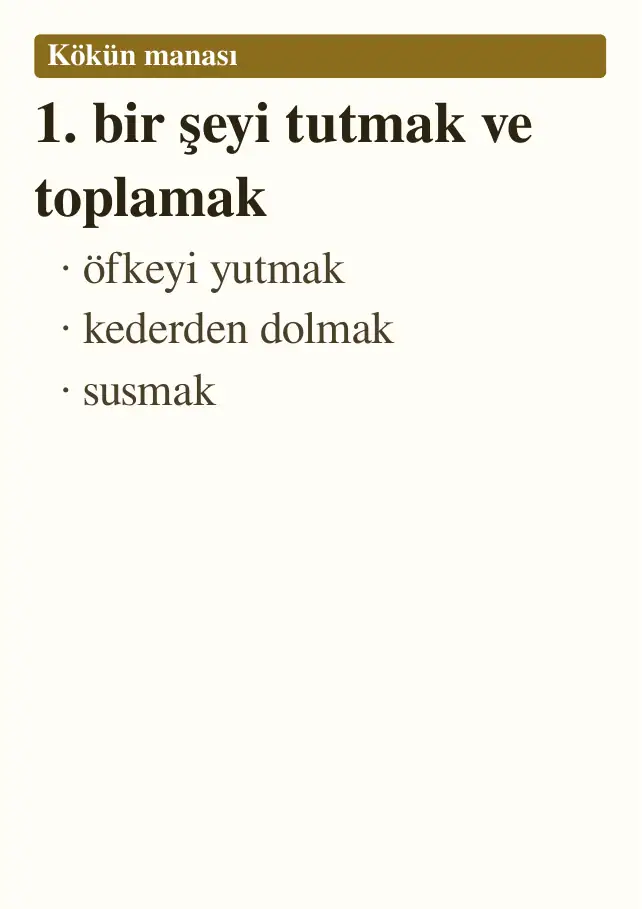 Kökün manası
1. bir şeyi tutmak ve
toplamak
· öfkeyi yutmak
· kederden dolmak
· susmak